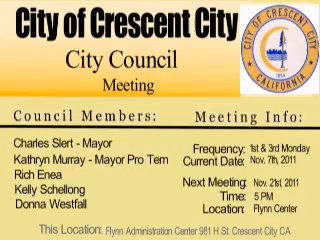 City of Crescent City
City Council
Meeting
CITY OF CRESCENT CITY
CALIFORNIA
Council Members:
Charles Slert - Mayor
Kathryn Murray - Mayor Pro Tem
Rich Enea
Kelly Schellong
Donna Westfall
Meeting Info:
Frequency: 1st & 3rd Monday
Current Date: Nov. 7th, 2011
Next Meeting: Nov. 21st, 2011
Time: 5 PM
Location: Flynn Center
This Location: Flynn Administration Center 981 H St. Crescent City CA